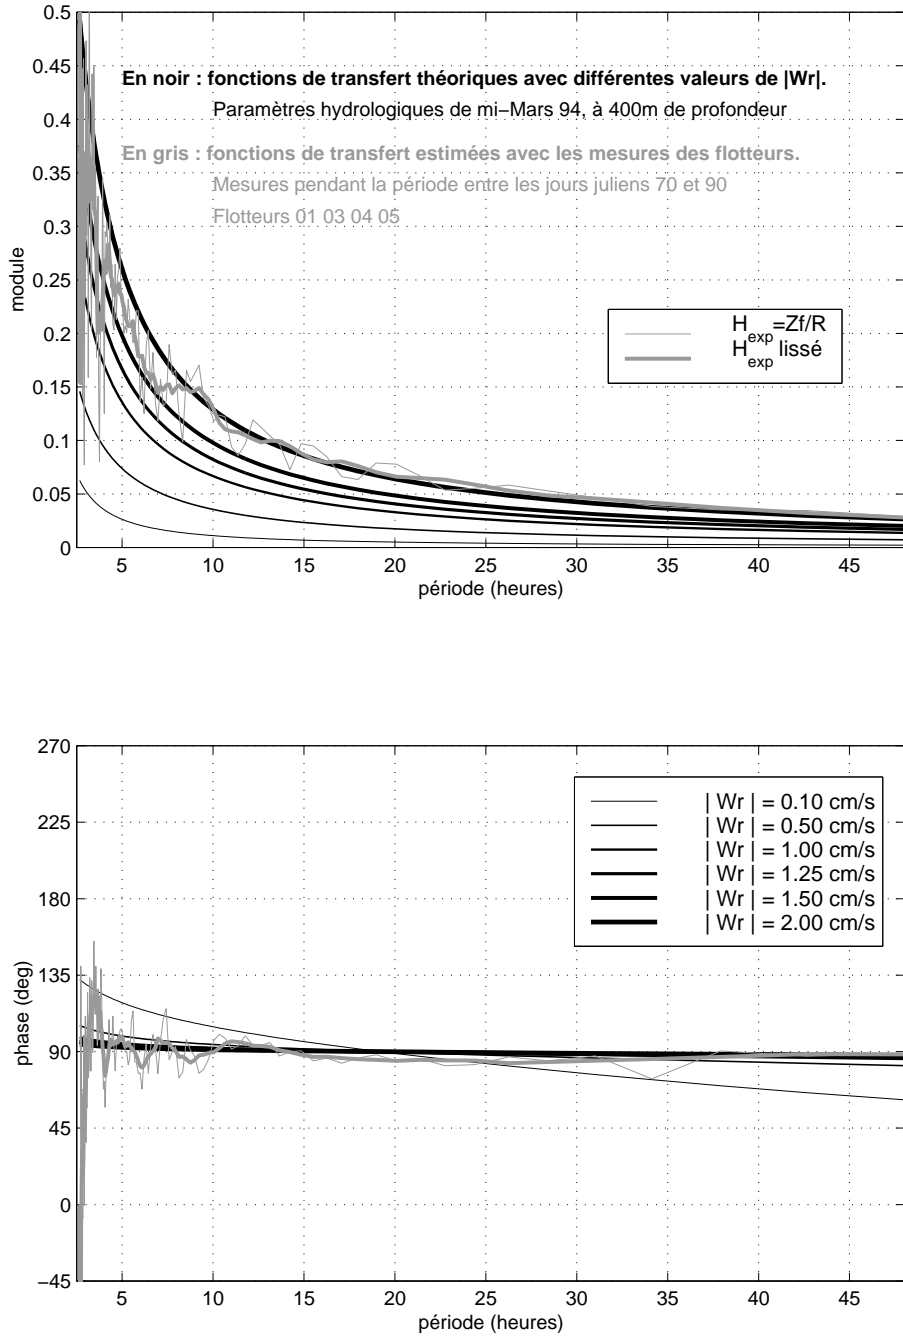 0.5
0.45
0.4
0.35
0.3
0.25
0.2
0.15
0.1
0.05
0
module
En noir : fonctions de transfert théoriques avec différentes valeurs de |Wr|.
Paramètres hydrologiques de mi−Mars 94, à 400m de profondeur
En gris : fonctions de transfert estimées avec les mesures des flotteurs.
Mesures pendant la période entre les jours juliens 70 et 90
Flotteurs 01 03 04 05
H_exp=Zf/R
H_exp lissé
5 10 15 20 25 30 35 40 45
période (heures)
270
225
180
135
90
45
0
−45
phase (deg)
| Wr | = 0.10 cm/s
| Wr | = 0.50 cm/s
| Wr | = 1.00 cm/s
| Wr | = 1.25 cm/s
| Wr | = 1.50 cm/s
| Wr | = 2.00 cm/s
5 10 15 20 25 30 35 40 45
période (heures)